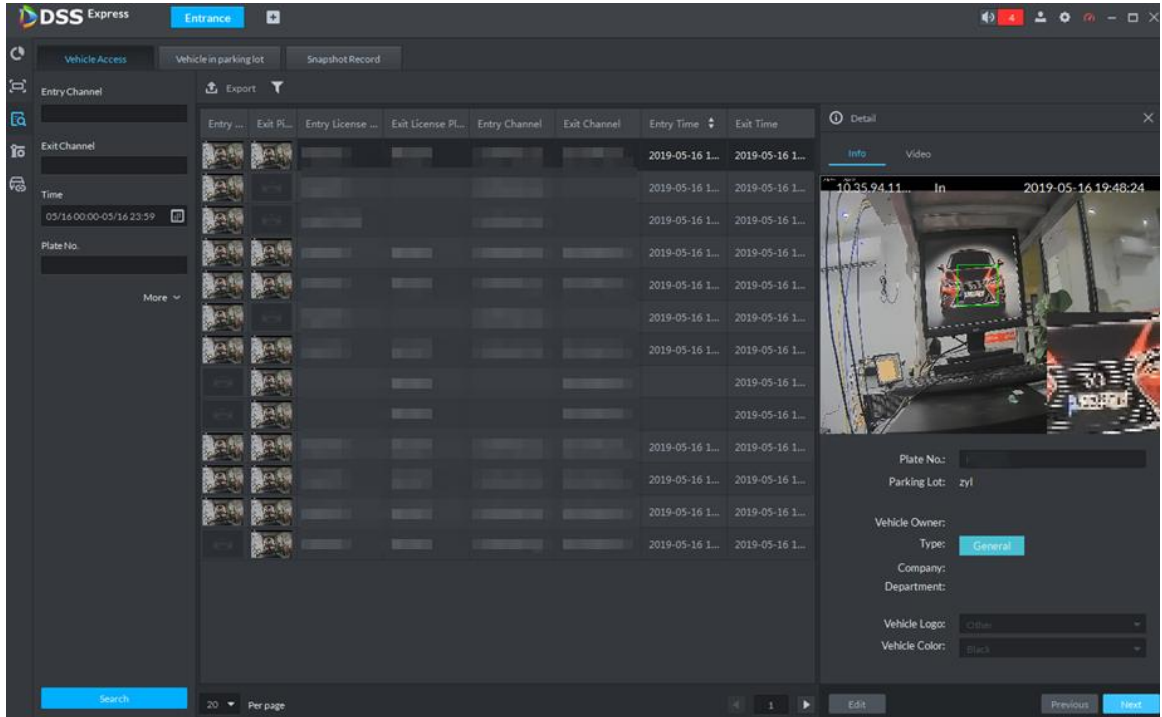 DSS Express
Entrance
4
Vehicle Access
Vehicle in parking lot
Snapshot Record
Entry Channel
Exit Channel
Time
05/16 00:00-05/16 23:59
Plate No.
More
Search
Export
Entry ... Exit Pi... Entry License ... Exit License Pl... Entry Channel Exit Channel Entry Time Exit Time
2019-05-16 1... 2019-05-16 1...
2019-05-16 1... 2019-05-16 1...
2019-05-16 1... 2019-05-16 1...
2019-05-16 1... 2019-05-16 1...
2019-05-16 1... 2019-05-16 1...
2019-05-16 1... 2019-05-16 1...
2019-05-16 1... 2019-05-16 1...
2019-05-16 1...
2019-05-16 1...
2019-05-16 1... 2019-05-16 1...
2019-05-16 1... 2019-05-16 1...
2019-05-16 1... 2019-05-16 1...
2019-05-16 1... 2019-05-16 1...
20 Per page
1
Detail
Info Video
10.35.94.11... In 2019-05-16 19:48:24
Plate No.:
Parking Lot: zyl
Vehicle Owner:
Type: General
Company:
Department:
Vehicle Logo: Other
Vehicle Color: Black
Edit Previous Next